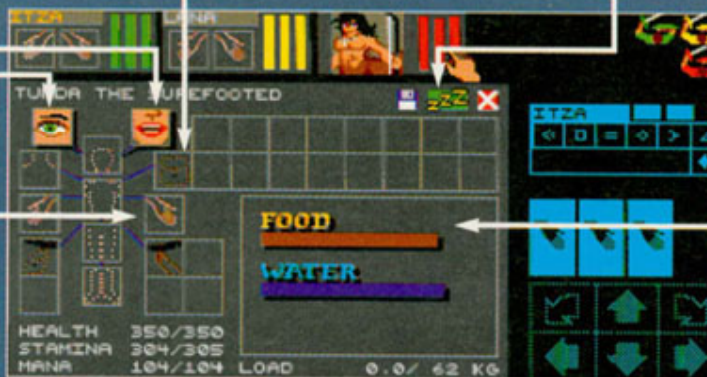 ITZA
LANA
TUNDA THE SUREFOOTED
ZZZ
ITZA
FOOD
WATER
HEALTH 350/350
STAMINA 304/305
MANA 104/104 LOAD 0.0/ 62 KG